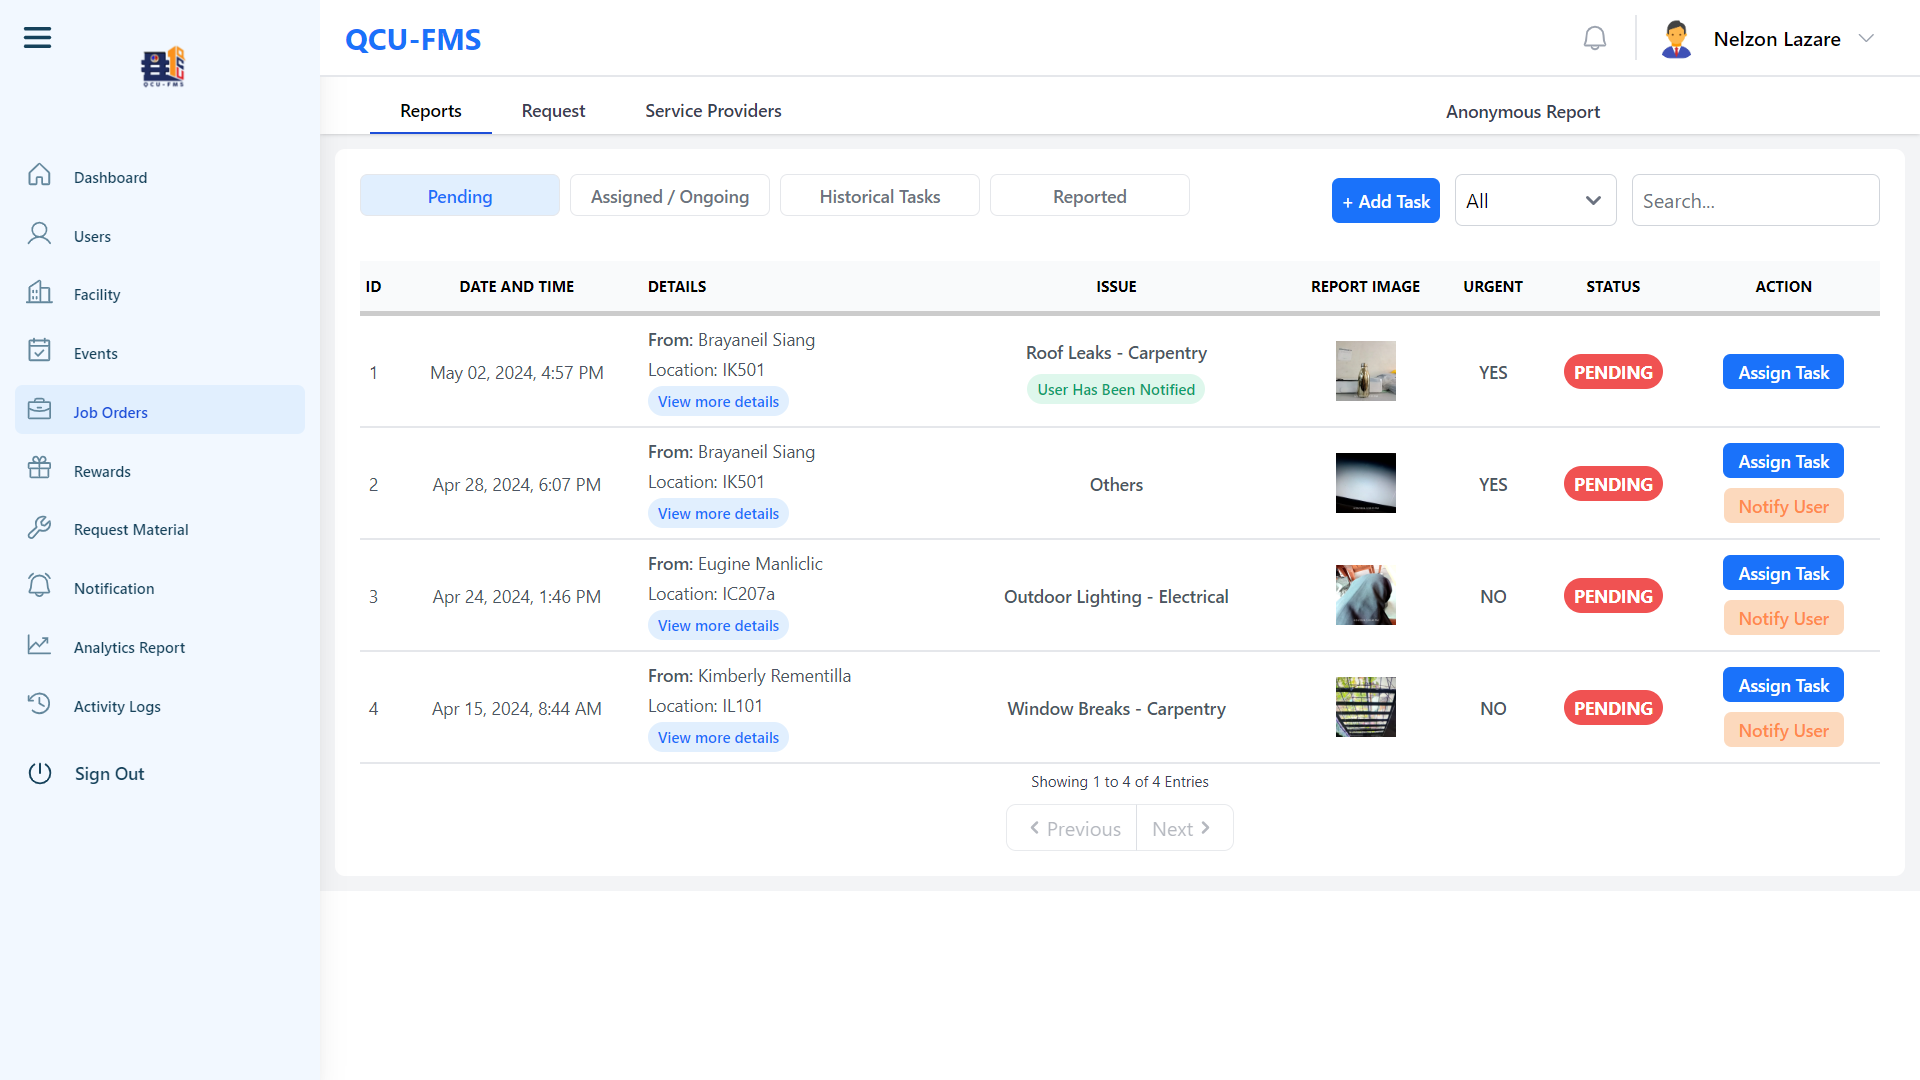 QCU-FMS
QCU-FMS
Nelzon Lazare
Reports
Request
Service Providers
Anonymous Report
Dashboard
Users
Facility
Events
Job Orders
Rewards
Request Material
Notification
Analytics Report
Activity Logs
Sign Out
Pending
Assigned / Ongoing
Historical Tasks
Reported
+ Add Task
All
Search...
ID DATE AND TIME DETAILS ISSUE REPORT IMAGE URGENT STATUS ACTION
1
May 02, 2024, 4:57 PM
From: Brayaneil Siang
Location: IK501
View more details
Roof Leaks - Carpentry
User Has Been Notified
YES
PENDING
Assign Task
2
Apr 28, 2024, 6:07 PM
From: Brayaneil Siang
Location: IK501
View more details
Others
YES
PENDING
Assign Task
Notify User
3
Apr 24, 2024, 1:46 PM
From: Eugine Manliclic
Location: IC207a
View more details
Outdoor Lighting - Electrical
NO
PENDING
Assign Task
Notify User
4
Apr 15, 2024, 8:44 AM
From: Kimberly Rementilla
Location: IL101
View more details
Window Breaks - Carpentry
NO
PENDING
Assign Task
Notify User
Showing 1 to 4 of 4 Entries
Previous
Next